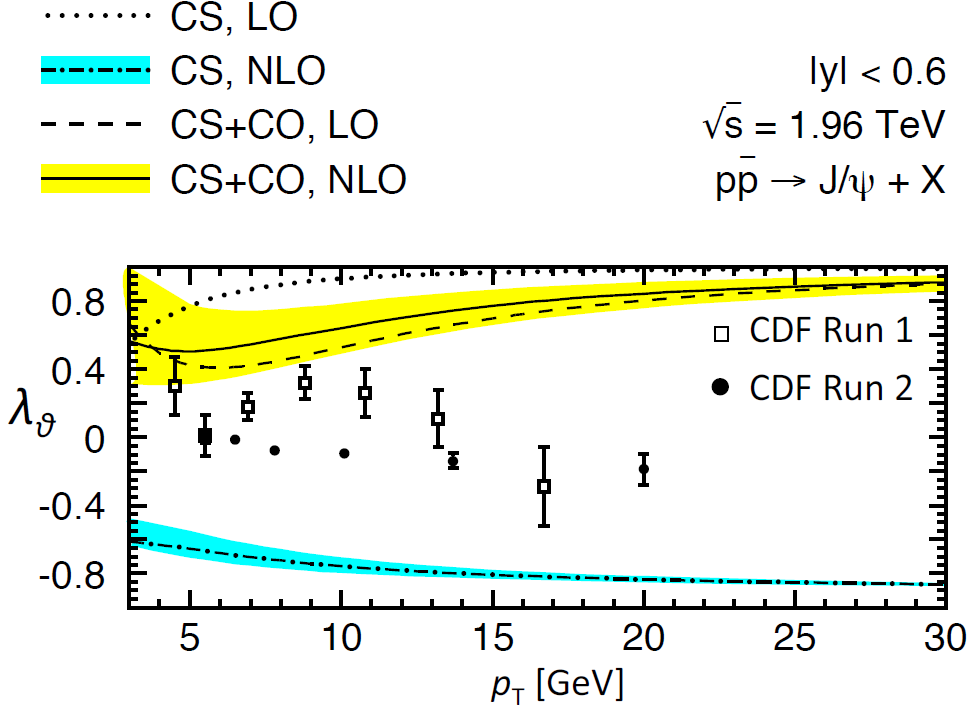 CS, LO
CS, NLO
CS+CO, LO
CS+CO, NLO
|y| < 0.6
√s̄ = 1.96 TeV
pp̄ → J/ψ + X
0.8
0.4
0
-0.4
-0.8
λϑ
CDF Run 1
CDF Run 2
5 10 15 20 25 30
pT [GeV]